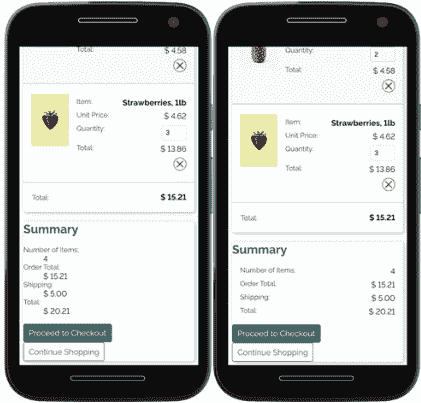 Total: $ 4.58
Item: Strawberries, 1lb
Unit Price: $ 4.62
Quantity: 3
Total: $ 13.86
Total: $ 15.21
Summary
Number of Items:
4
Order Total:
$ 15.21
Shipping:
$ 5.00
Total:
$ 20.21
Proceed to Checkout
Continue Shopping
Quantity: 2
Total: $ 4.58
Item: Strawberries, 1lb
Unit Price: $ 4.62
Quantity: 3
Total: $ 13.86
Total: $ 15.21
Summary
Number of Items: 4
Order Total: $ 15.21
Shipping: $ 5.00
Total: $ 20.21
Proceed to Checkout
Continue Shopping